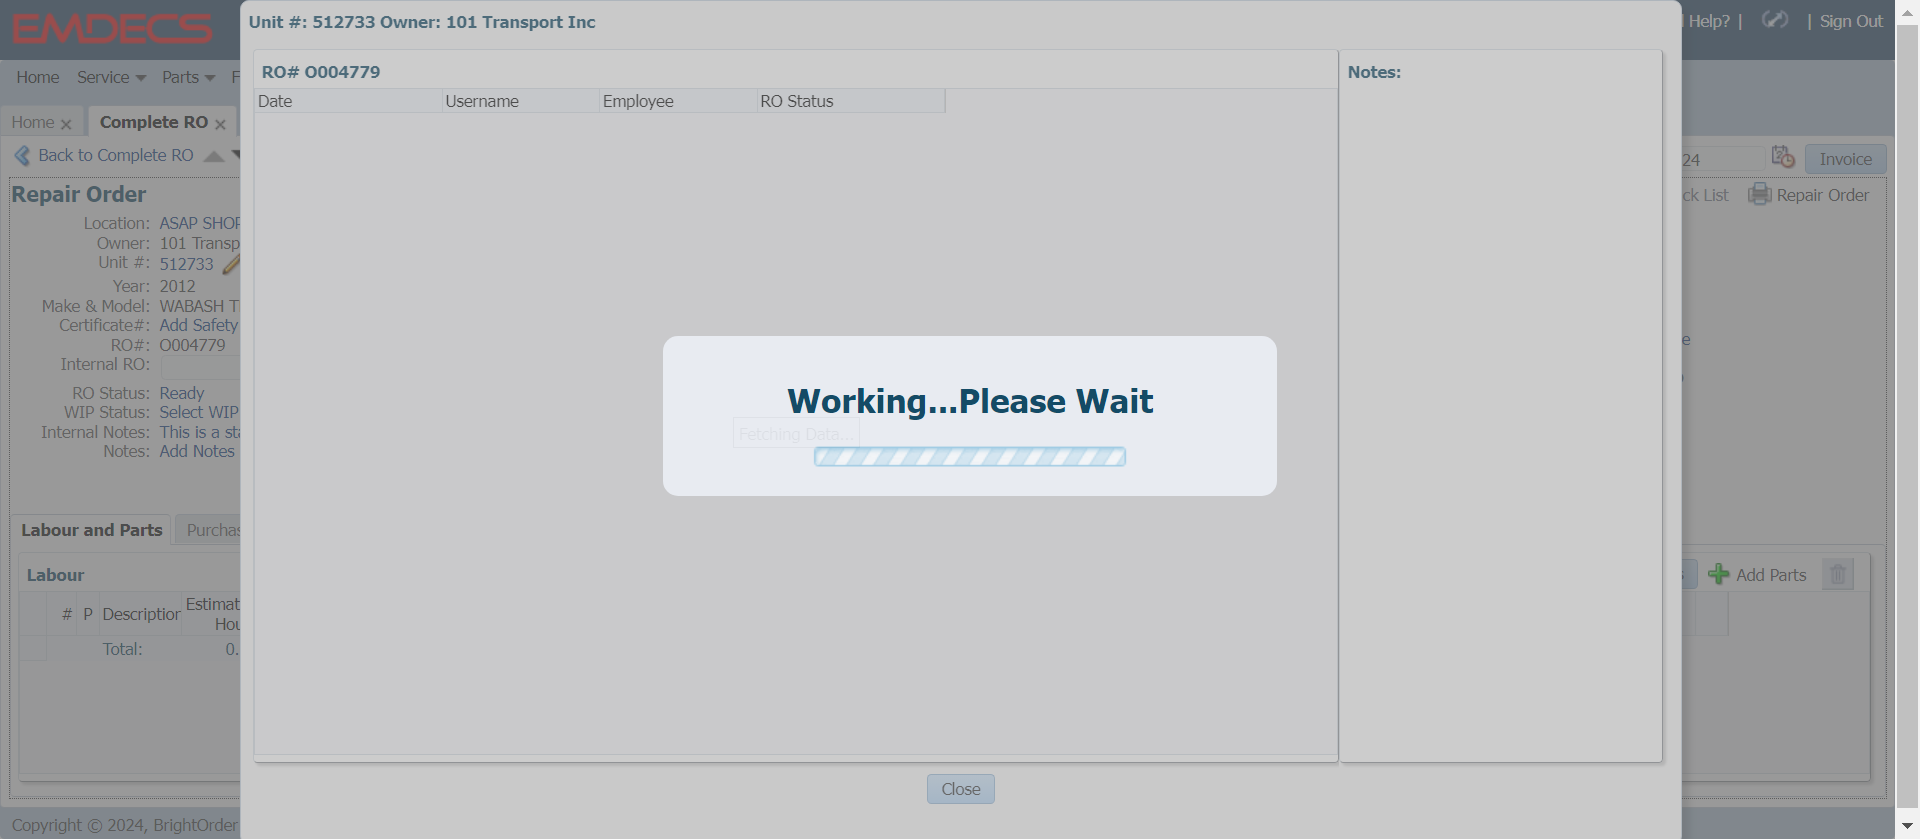 EMDECS
Help? |
| Sign Out
Home Service Parts F
Home
Complete RO
Back to Complete RO
24
Invoice
Repair Order
ck List
Repair Order
Location: ASAP SHOP
Owner: 101 Transp
Unit #: 512733
Year: 2012
Make & Model: WABASH T
Certificate#: Add Safety
RO#: O004779
Internal RO:
RO Status: Ready
WIP Status: Select WIP
Internal Notes: This is a sta
Notes: Add Notes
Labour and Parts
Purchas
Labour
# P Description Estimat
Hou
Total: 0.
Add Parts
Copyright © 2024, BrightOrder
Unit #: 512733 Owner: 101 Transport Inc
RO# O004779
Date Username Employee RO Status
Notes:
Working...Please Wait
Fetching Data...
Close